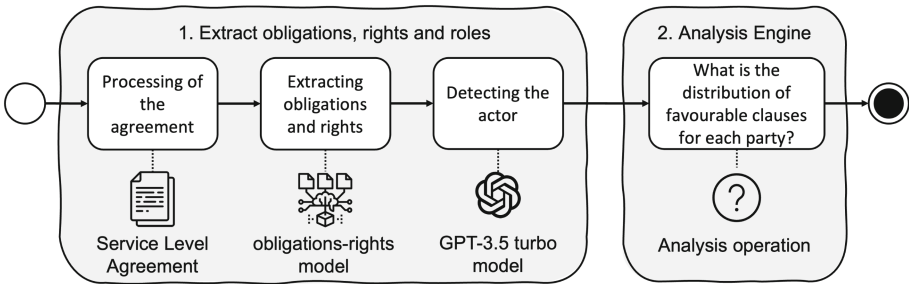 1. Extract obligations, rights and roles
Processing of
the
agreement
Extracting
obligations
and rights
Detecting the
actor
Service Level
Agreement
obligations-rights
model
GPT-3.5 turbo
model
2. Analysis Engine
What is the
distribution of
favourable clauses
for each party?
?
Analysis operation